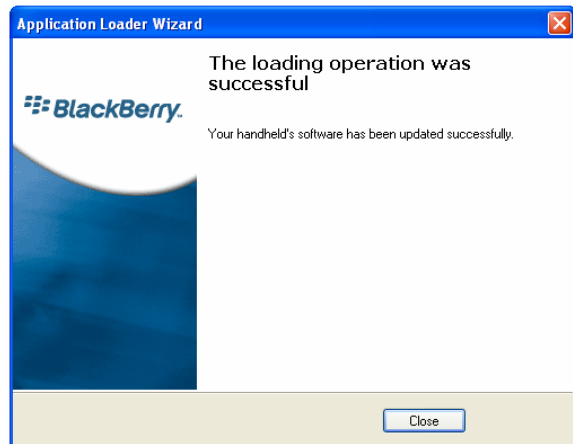 Application Loader Wizard
The loading operation was
successful
BlackBerry.
Your handheld's software has been updated successfully.
Close